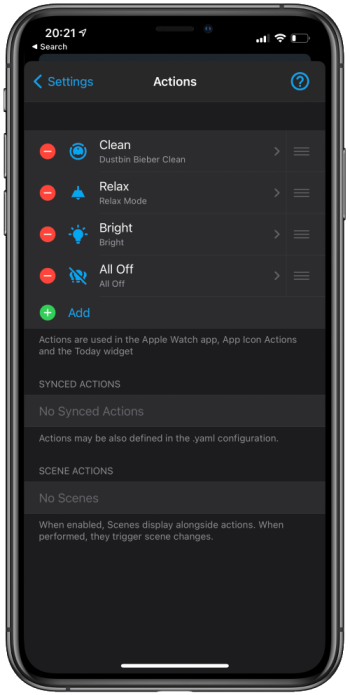 20:21
Search
Settings
Actions
Clean
Dustbin Bieber Clean
Relax
Relax Mode
Bright
Bright
All Off
All Off
Add
Actions are used in the Apple Watch app, App Icon Actions
and the Today widget
SYNCED ACTIONS
No Synced Actions
Actions may be also defined in the .yaml configuration.
SCENE ACTIONS
No Scenes
When enabled, Scenes display alongside actions. When
performed, they trigger scene changes.